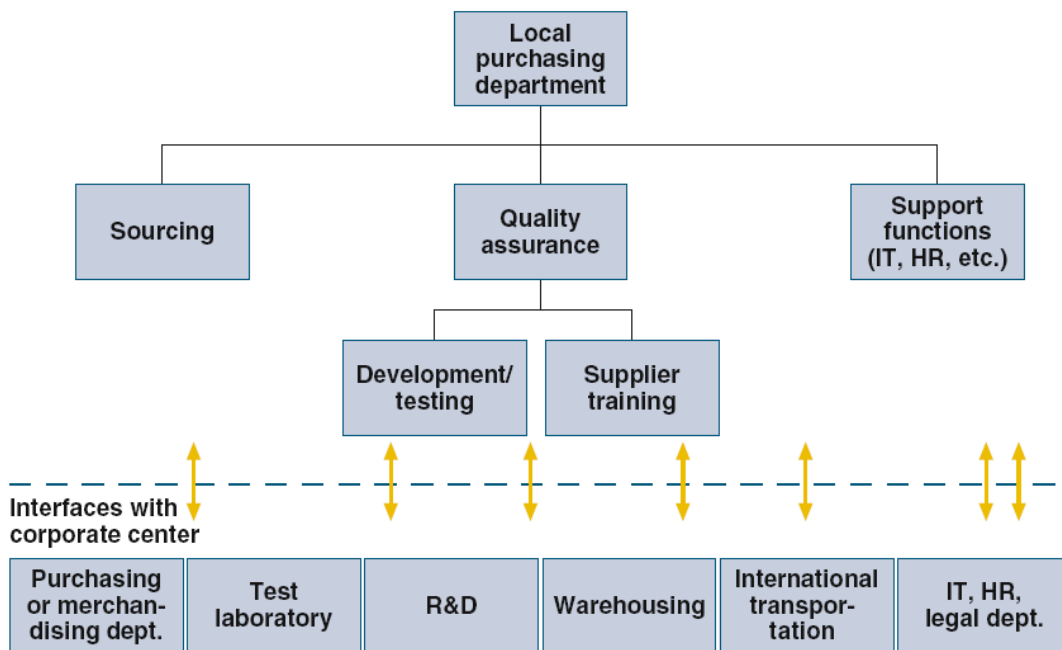 Local
purchasing
department
Sourcing
Quality
assurance
Support
functions
(IT, HR, etc.)
Development/
testing
Supplier
training
Interfaces with
corporate center
Purchasing
or merchan-
dising dept.
Test
laboratory
R&D
Warehousing
International
transpor-
tation
IT, HR,
legal dept.